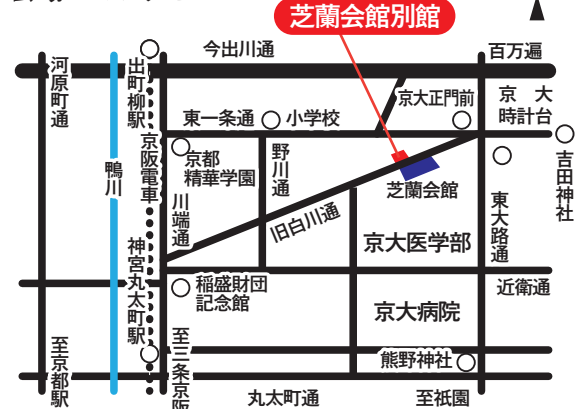 芝蘭会館別館
今出川通
百万遍
河原町通
出町柳駅
京大正門前
京大
時計台
東一条通
小学校
京阪電車
京都
精華学園
野川通
吉田神社
鴨川
川端通
芝蘭会館
東大路通
旧白川通
京大医学部
神宮丸太町駅
稲盛財団
記念館
近衛通
京大病院
至京都駅
至三条京阪
熊野神社
丸太町通
至祇園